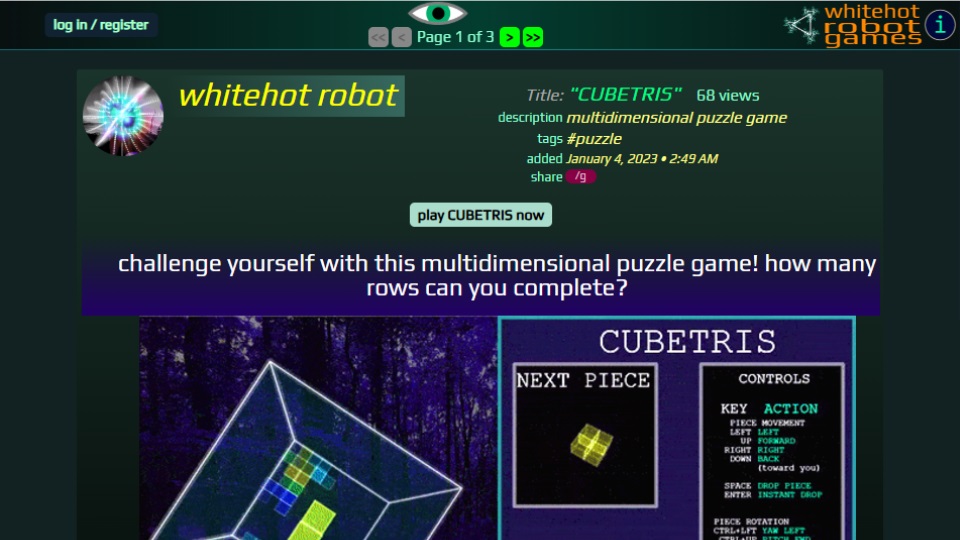 log in / register
<< < Page 1 of 3 > >>
whitehot
robot
games
i
whitehot robot
Title: "CUBETRIS" 68 views
description multidimensional puzzle game
tags #puzzle
added January 4, 2023 • 2:49 AM
share /g
play CUBETRIS now
challenge yourself with this multidimensional puzzle game! how many
rows can you complete?
CUBETRIS
NEXT PIECE
CONTROLS
KEY ACTION
PIECE MOVEMENT
LEFT LEFT
UP FORWARD
RIGHT RIGHT
DOWN BACK
(toward you)
SPACE DROP PIECE
ENTER INSTANT DROP
PIECE ROTATION
CTRL+LFT YAW LEFT
CTRL+UP PITCH FWD